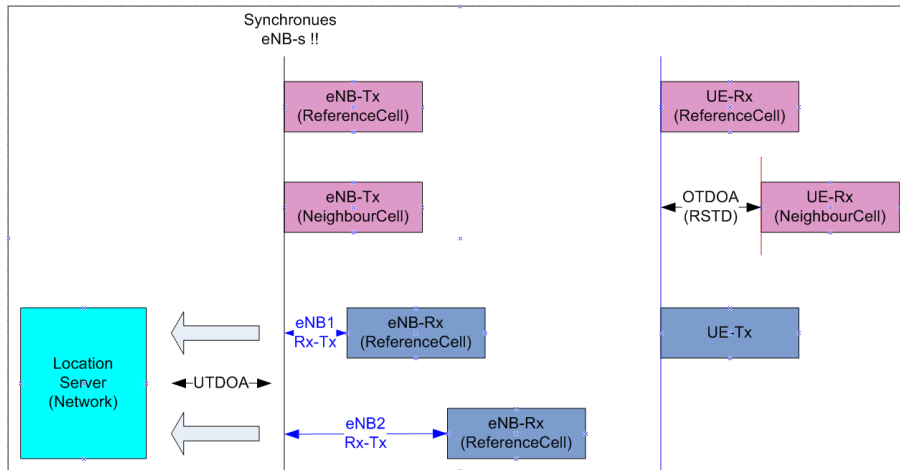 Synchronues
eNB-s !!
eNB-Tx
(ReferenceCell)
UE-Rx
(ReferenceCell)
eNB-Tx
(NeighbourCell)
OTDOA
(RSTD)
UE-Rx
(NeighbourCell)
Location
Server
(Network)
UTDOA
eNB1
Rx-Tx
eNB-Rx
(ReferenceCell)
UE-Tx
eNB2
Rx-Tx
eNB-Rx
(ReferenceCell)